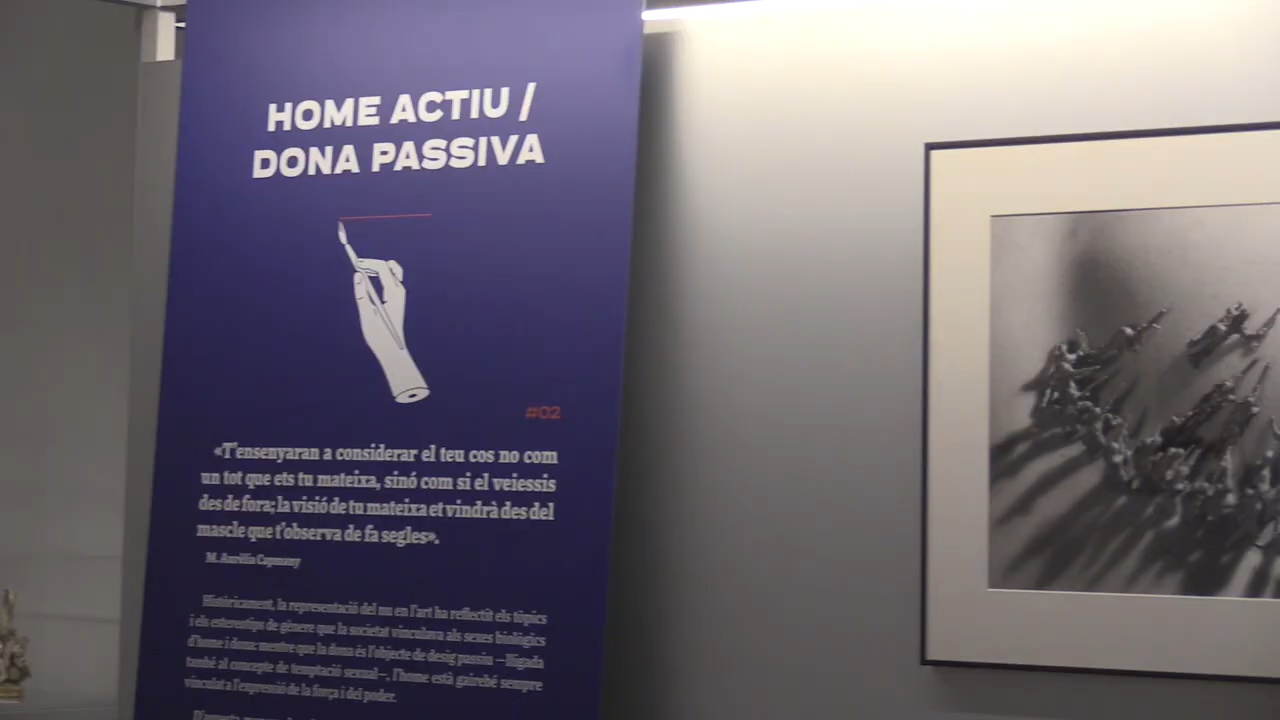 HOME ACTIU /
DONA PASSIVA
#02
«T'ensenyaran a considerar el teu cos no com
un tot que ets tu mateixa, sinó com si el veiessis
des de fora; la visió de tu mateixa et vindrà des del
mascle que t'observa de fa segles».
M. Aurèlia Capmany
Històricament, la representació del nu en l'art ha reflectit els tòpics
i els estereotips de gènere que la societat vinculava als sexes biològics
d'home i dona: mentre que la dona és l'objecte de desig passiu —lligada
també al concepte de temptació sexual—, l'home està gairebé sempre
vinculat a l'expressió de la força i del poder.